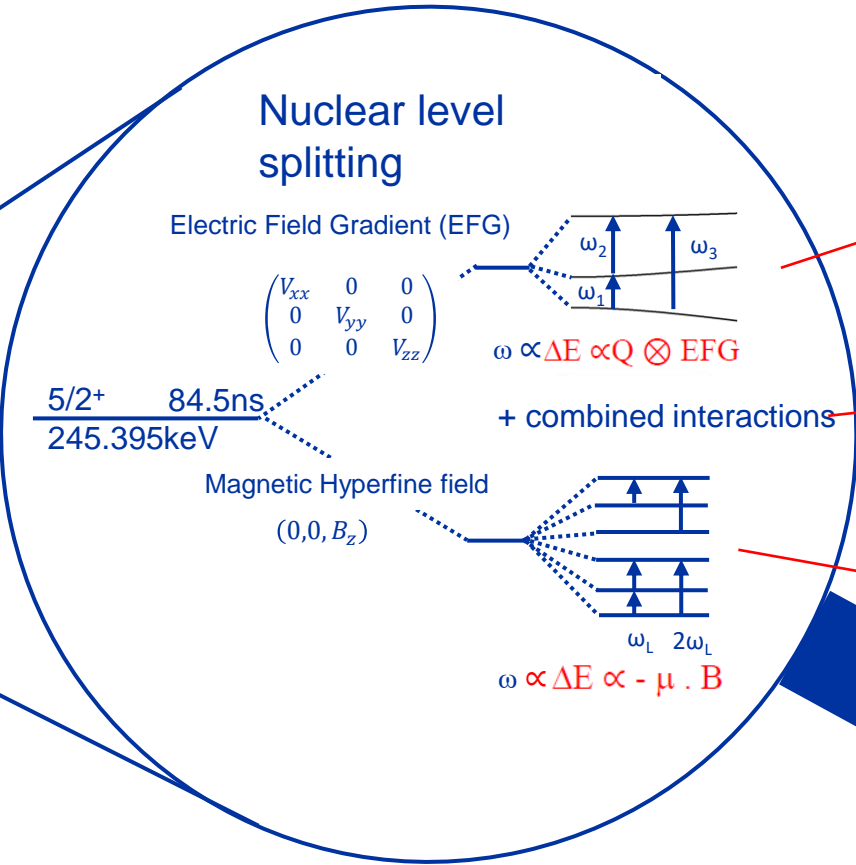 Nuclear level
splitting
Electric Field Gradient (EFG)
(V_xx 0 0
0 V_yy 0
0 0 V_zz)
ω₂
ω₃
ω₁
ω ∝ΔE ∝Q ⊗ EFG
5/2⁺ 84.5ns
245.395keV
+ combined interactions
Magnetic Hyperfine field
(0,0, B_z)
ω_L 2ω_L
ω ∝ ΔE ∝ - μ . B